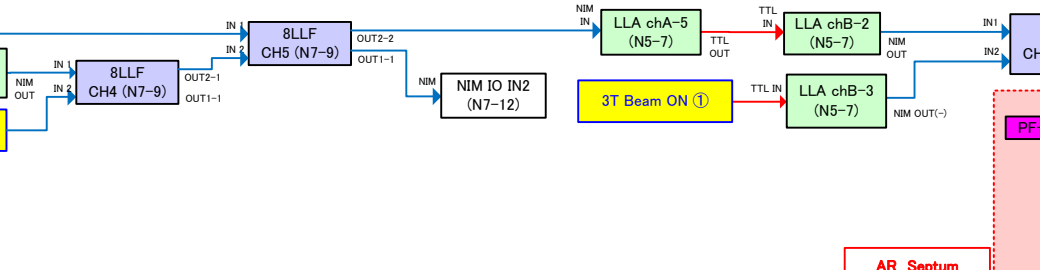 IN 1
8LLF
CH5 (N7-9)
IN 2
OUT2-2
OUT1-1
NIM
IN
LLA chA-5
(N5-7)
TTL
OUT
TTL
IN
LLA chB-2
(N5-7)
NIM
OUT
IN1
IN2
NIM
OUT
IN 1
IN 2
8LLF
CH4 (N7-9)
OUT2-1
OUT1-1
NIM
NIM IO IN2
(N7-12)
3T Beam ON ①
TTL IN
LLA chB-3
(N5-7)
NIM OUT(-)
AR Septum